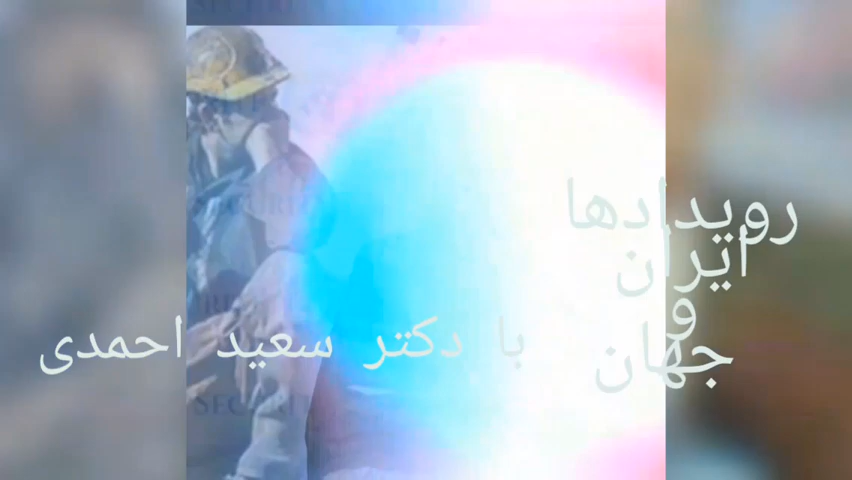 رویدادها
ایران
و
جهان
با دکتر سعید احمدی